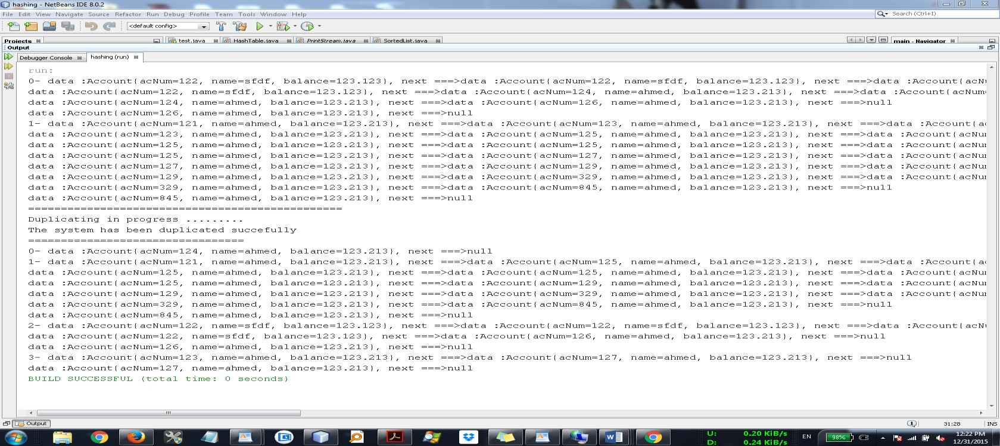 hashing - NetBeans IDE 8.0.2
File Edit View Navigate Source Refactor Run Debug Profile Team Tools Window Help
Search (Ctrl+I)
<default config>
Projects
test.java HashTable.java PrintStream.java SortedList.java
main - Navigator
Output
Debugger Console hashing (run)
run:
0- data :Account{acNum=122, name=sfdf, balance=123.123}, next ===>data :Account{acNum=122, name=sfdf, balance=123.123}, next ===>data :Account{acN
data :Account{acNum=122, name=sfdf, balance=123.123}, next ===>data :Account{acNum=124, name=ahmed, balance=123.213}, next ===>data :Account{acNum=
data :Account{acNum=124, name=ahmed, balance=123.213}, next ===>data :Account{acNum=126, name=ahmed, balance=123.213}, next ===>null
data :Account{acNum=126, name=ahmed, balance=123.213}, next ===>null
1- data :Account{acNum=121, name=ahmed, balance=123.213}, next ===>data :Account{acNum=123, name=ahmed, balance=123.213}, next ===>data :Account{a
data :Account{acNum=123, name=ahmed, balance=123.213}, next ===>data :Account{acNum=125, name=ahmed, balance=123.213}, next ===>data :Account{acNu
data :Account{acNum=125, name=ahmed, balance=123.213}, next ===>data :Account{acNum=125, name=ahmed, balance=123.213}, next ===>data :Account{acNu
data :Account{acNum=125, name=ahmed, balance=123.213}, next ===>data :Account{acNum=127, name=ahmed, balance=123.213}, next ===>data :Account{acNu
data :Account{acNum=127, name=ahmed, balance=123.213}, next ===>data :Account{acNum=129, name=ahmed, balance=123.213}, next ===>data :Account{acNu
data :Account{acNum=129, name=ahmed, balance=123.213}, next ===>data :Account{acNum=329, name=ahmed, balance=123.213}, next ===>data :Account{acNu
data :Account{acNum=329, name=ahmed, balance=123.213}, next ===>data :Account{acNum=845, name=ahmed, balance=123.213}, next ===>null
data :Account{acNum=845, name=ahmed, balance=123.213}, next ===>null
================================================
Duplicating in progress .........
The system has been duplicated succefully
=================================
0- data :Account{acNum=124, name=ahmed, balance=123.213}, next ===>null
1- data :Account{acNum=121, name=ahmed, balance=123.213}, next ===>data :Account{acNum=125, name=ahmed, balance=123.213}, next ===>data :Account{a
data :Account{acNum=125, name=ahmed, balance=123.213}, next ===>data :Account{acNum=125, name=ahmed, balance=123.213}, next ===>data :Account{acNu
data :Account{acNum=125, name=ahmed, balance=123.213}, next ===>data :Account{acNum=129, name=ahmed, balance=123.213}, next ===>data :Account{acNu
data :Account{acNum=129, name=ahmed, balance=123.213}, next ===>data :Account{acNum=329, name=ahmed, balance=123.213}, next ===>data :Account{acNu
data :Account{acNum=329, name=ahmed, balance=123.213}, next ===>data :Account{acNum=845, name=ahmed, balance=123.213}, next ===>null
data :Account{acNum=845, name=ahmed, balance=123.213}, next ===>null
2- data :Account{acNum=122, name=sfdf, balance=123.123}, next ===>data :Account{acNum=122, name=sfdf, balance=123.123}, next ===>data :Account{acN
data :Account{acNum=122, name=sfdf, balance=123.123}, next ===>data :Account{acNum=126, name=ahmed, balance=123.213}, next ===>null
data :Account{acNum=126, name=ahmed, balance=123.213}, next ===>null
3- data :Account{acNum=123, name=ahmed, balance=123.213}, next ===>data :Account{acNum=127, name=ahmed, balance=123.213}, next ===>null
data :Account{acNum=127, name=ahmed, balance=123.213}, next ===>null
BUILD SUCCESSFUL (total time: 0 seconds)
Output
31:28 INS
U: 0.20 KiB/s
D: 0.24 KiB/s
EN
98%
12:22 PM
12/31/2015